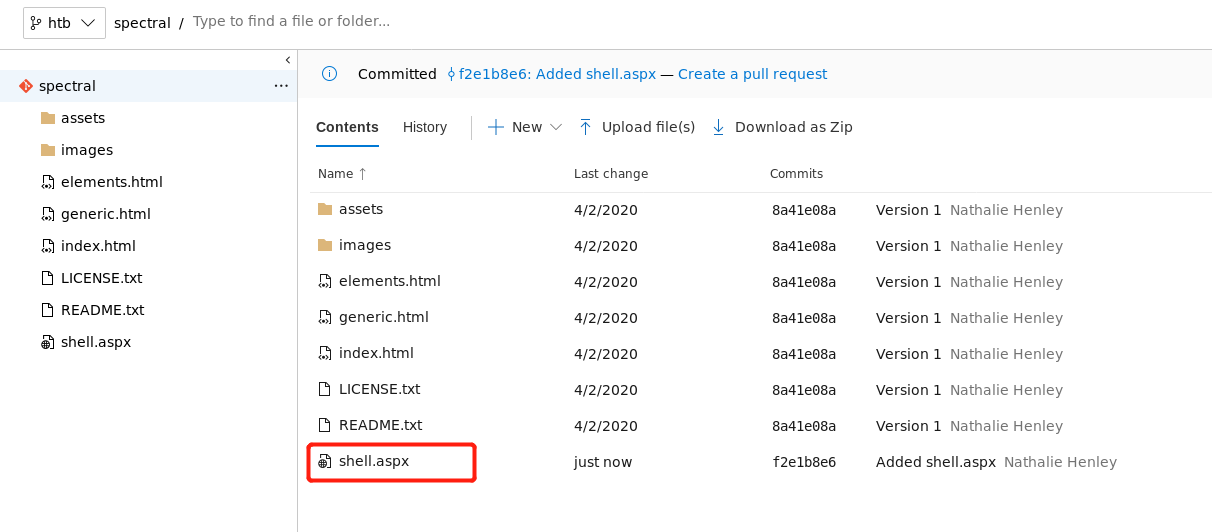 htb spectral / Type to find a file or folder...
spectral ...
assets
images
elements.html
generic.html
index.html
LICENSE.txt
README.txt
shell.aspx
Committed f2e1b8e6: Added shell.aspx — Create a pull request
Contents History New Upload file(s) Download as Zip
Name ↑ Last change Commits
assets 4/2/2020 8a41e08a Version 1 Nathalie Henley
images 4/2/2020 8a41e08a Version 1 Nathalie Henley
elements.html 4/2/2020 8a41e08a Version 1 Nathalie Henley
generic.html 4/2/2020 8a41e08a Version 1 Nathalie Henley
index.html 4/2/2020 8a41e08a Version 1 Nathalie Henley
LICENSE.txt 4/2/2020 8a41e08a Version 1 Nathalie Henley
README.txt 4/2/2020 8a41e08a Version 1 Nathalie Henley
shell.aspx just now f2e1b8e6 Added shell.aspx Nathalie Henley